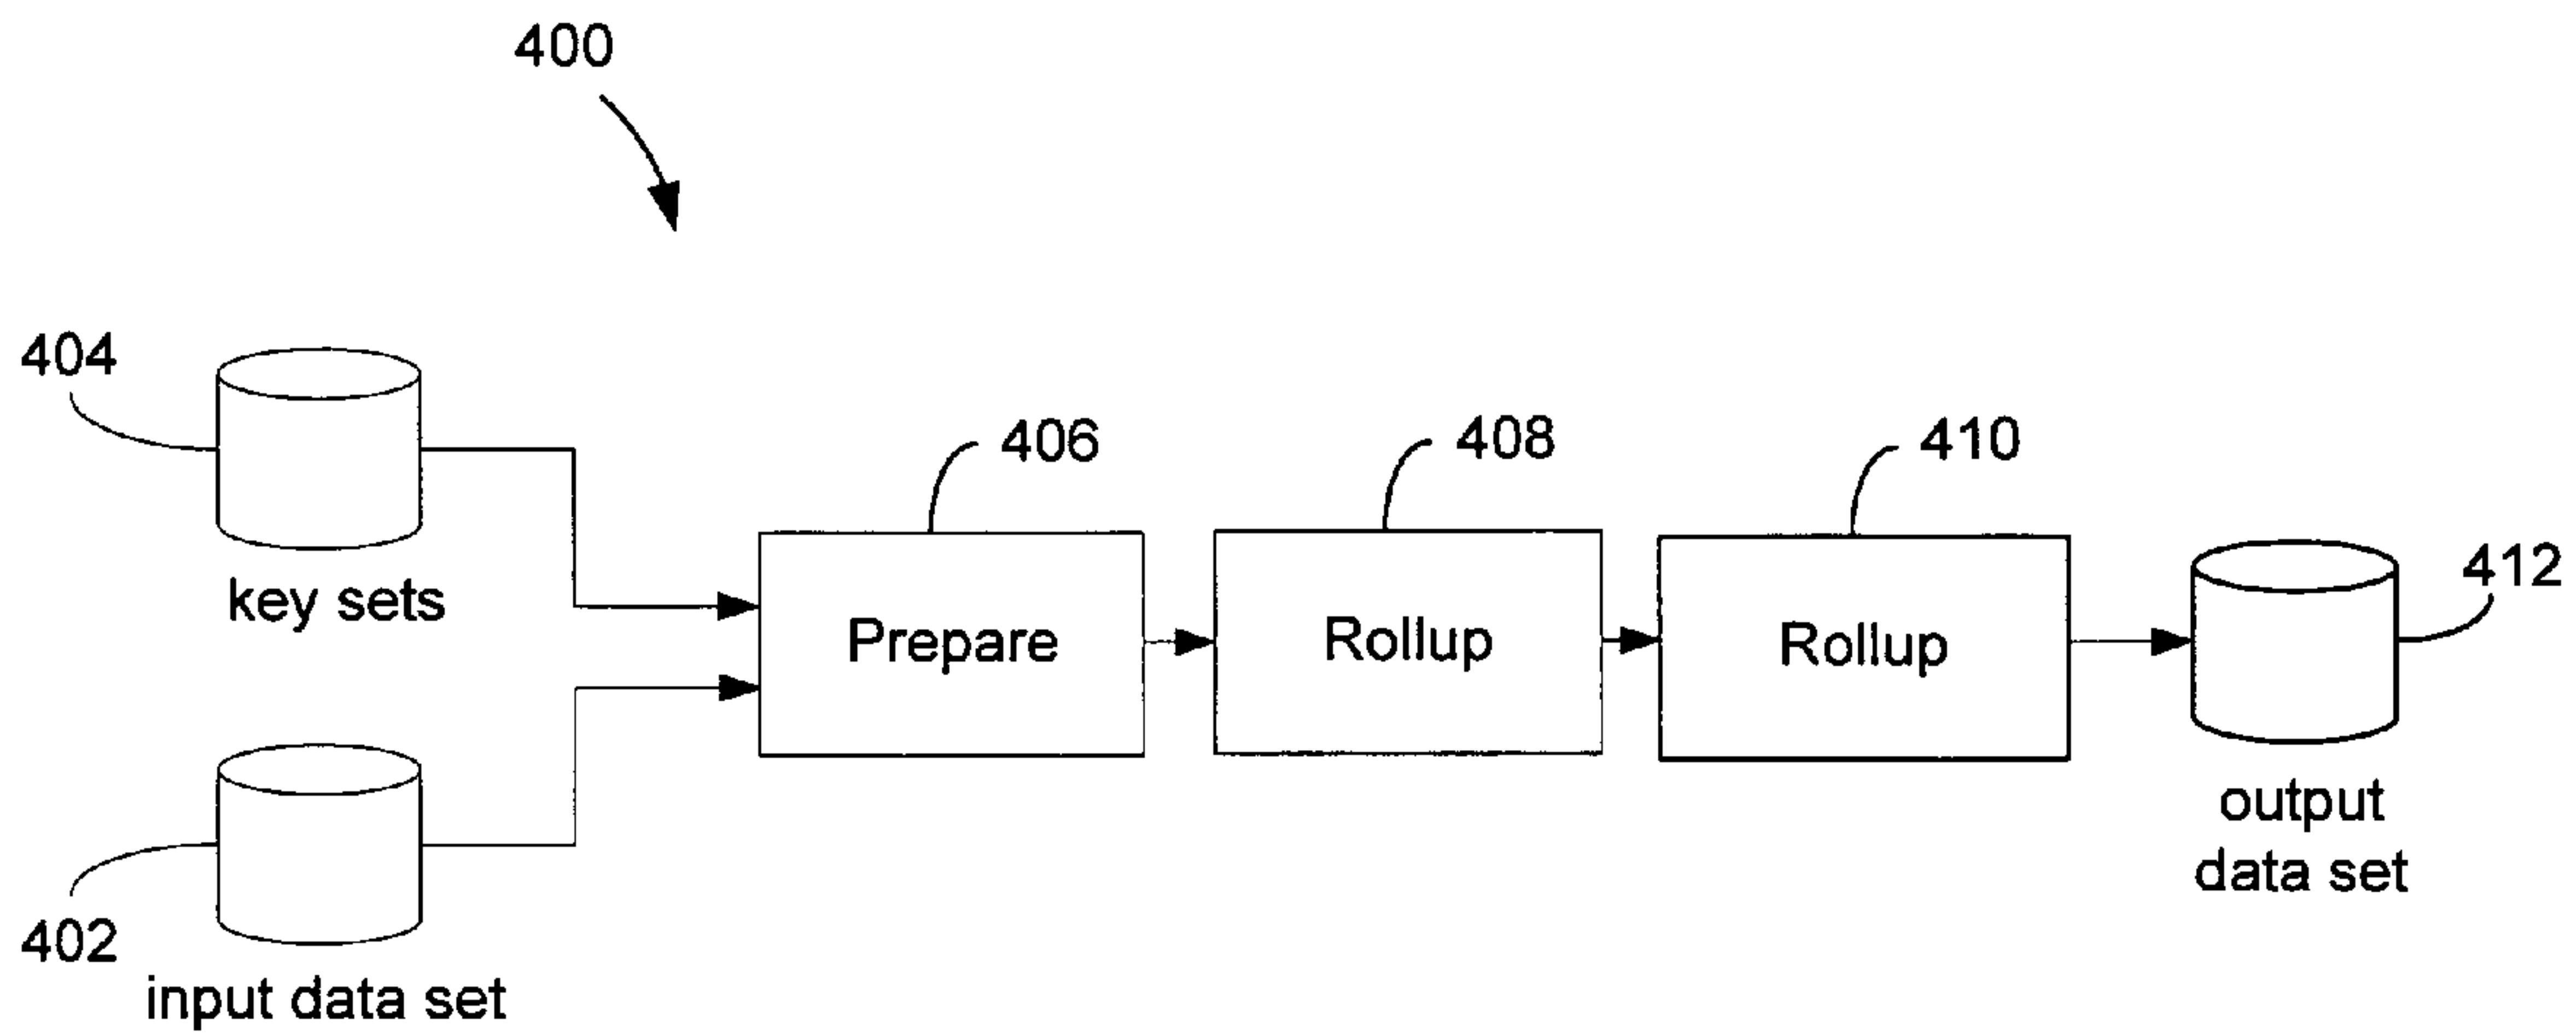 400
404
key sets
406
408
410
412
Prepare
Rollup
Rollup
402
input data set
output
data set